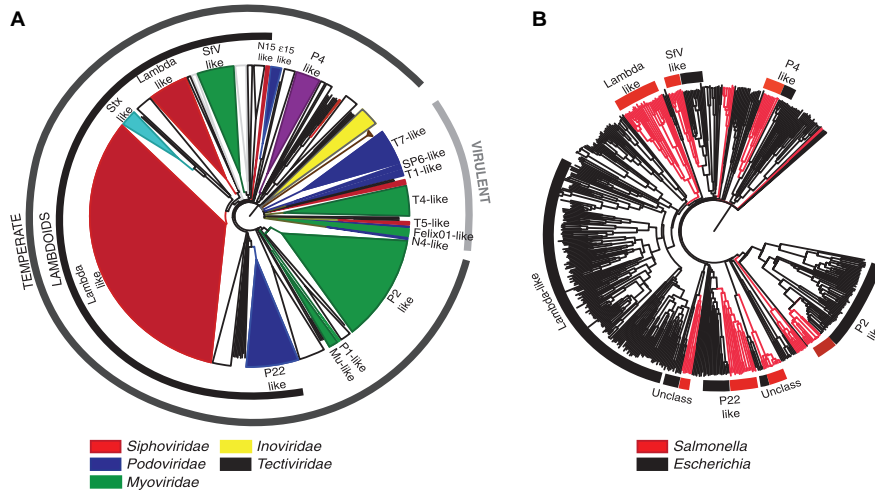 A
TEMPERATE
LAMBDOIDS
Lambda
like
Stx
like
Lambda
like
SfV
like
N15
like
ε15
like
P4
like
T7-like
SP6-like
T1-like
T4-like
T5-like
Felix01-like
N4-like
VIRULENT
P2
like
P1-like
Mu-like
P22
like
Siphoviridae
Podoviridae
Myoviridae
Inoviridae
Tectiviridae
B
Lambda
like
SfV
like
P4
like
Lambda-like
Unclass
P22
like
Unclass
P2
lik
Salmonella
Escherichia